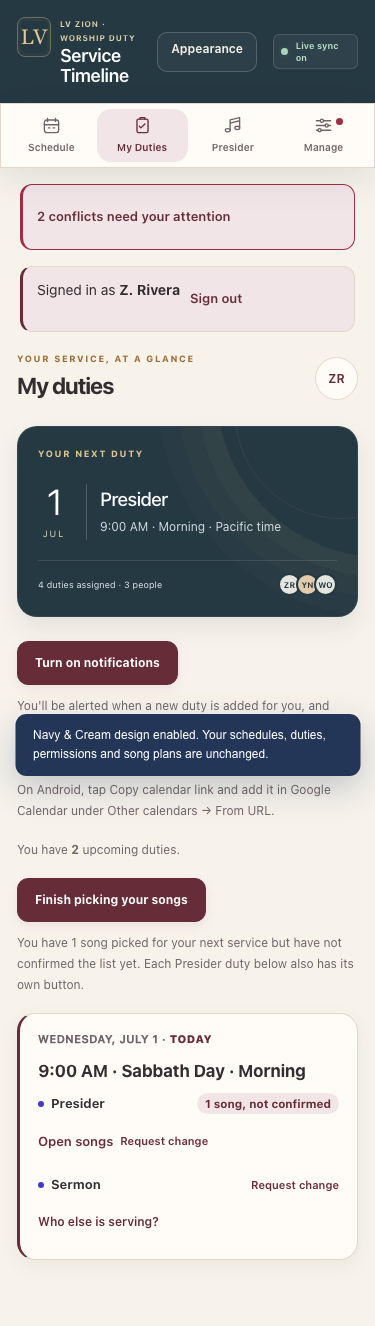 LV
LV ZION ·
WORSHIP DUTY
Service
Timeline
Appearance
Live sync
on
Schedule
My Duties
Presider
Manage
2 conflicts need your attention
Signed in as Z. Rivera
Sign out
YOUR SERVICE, AT A GLANCE
My duties
ZR
YOUR NEXT DUTY
1
JUL
Presider
9:00 AM · Morning · Pacific time
4 duties assigned · 3 people
ZR YN WO
Turn on notifications
You'll be alerted when a new duty is added for you, and
Navy & Cream design enabled. Your schedules, duties,
permissions and song plans are unchanged.
On Android, tap Copy calendar link and add it in Google
Calendar under Other calendars → From URL.
You have 2 upcoming duties.
Finish picking your songs
You have 1 song picked for your next service but have not
confirmed the list yet. Each Presider duty below also has its
own button.
WEDNESDAY, JULY 1 · TODAY
9:00 AM · Sabbath Day · Morning
Presider
1 song, not confirmed
Open songs Request change
Sermon
Request change
Who else is serving?